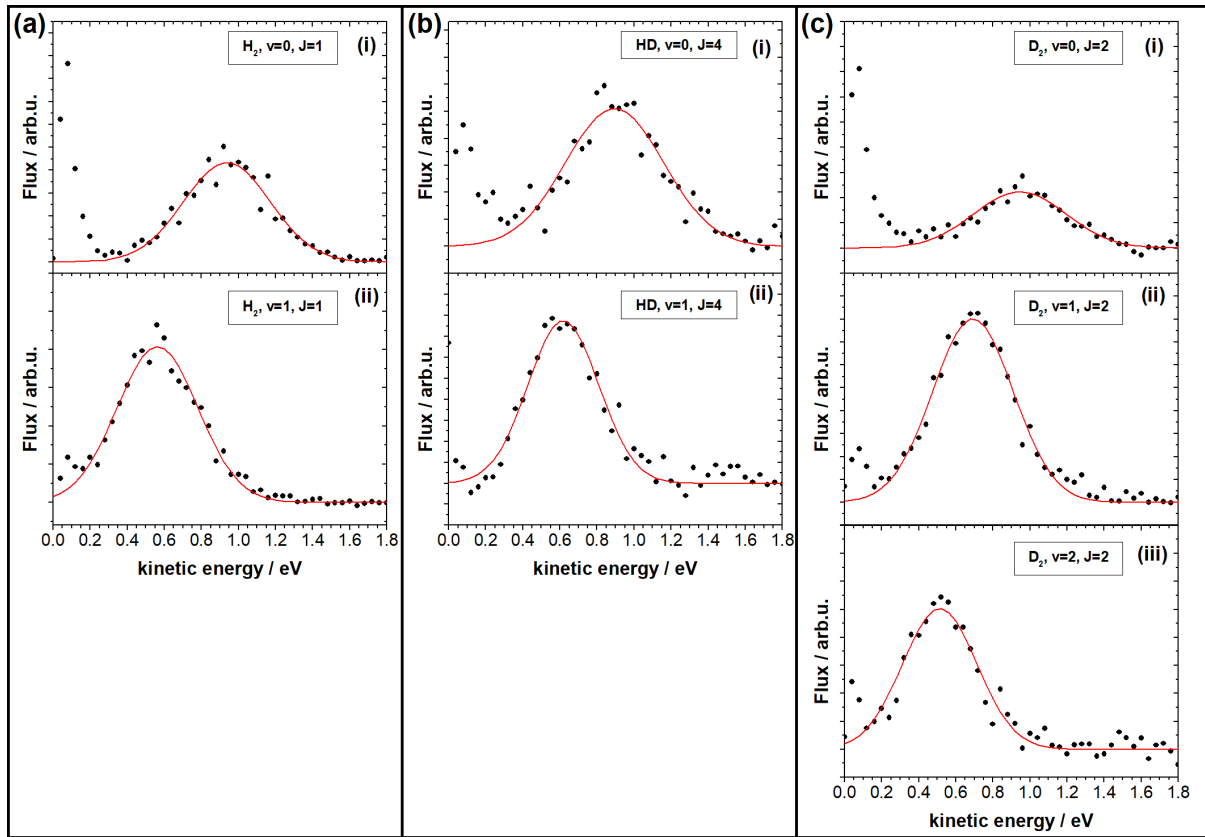 (a)
H₂, v=0, J=1
(i)
Flux / arb.u.
H₂, v=1, J=1
(ii)
Flux / arb.u.
0.0 0.2 0.4 0.6 0.8 1.0 1.2 1.4 1.6 1.8
kinetic energy / eV
(b)
HD, v=0, J=4
(i)
Flux / arb.u.
HD, v=1, J=4
(ii)
Flux / arb.u.
0.0 0.2 0.4 0.6 0.8 1.0 1.2 1.4 1.6 1.8
kinetic energy / eV
(c)
D₂, v=0, J=2
(i)
Flux / arb.u.
D₂, v=1, J=2
(ii)
Flux / arb.u.
D₂, v=2, J=2
(iii)
Flux / arb.u.
0.0 0.2 0.4 0.6 0.8 1.0 1.2 1.4 1.6 1.8
kinetic energy / eV